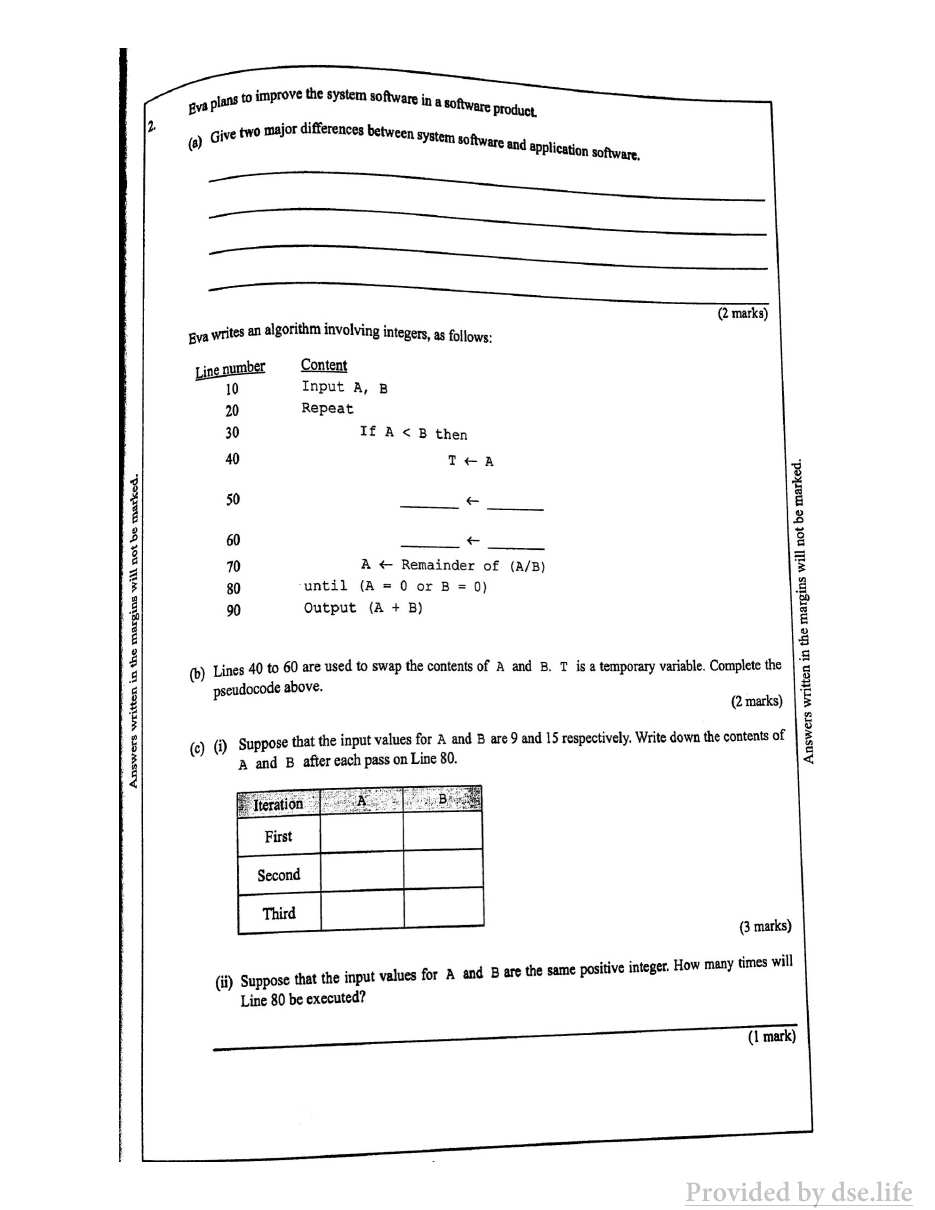 2.
Eva plans to improve the system software in a software product.
(a) Give two major differences between system software and application software.
(2 marks)
Eva writes an algorithm involving integers, as follows:
Line number Content
10 Input A, B
20 Repeat
30 If A < B then
40 T ← A
50 ______ ← ______
60 ______ ← ______
70 A ← Remainder of (A/B)
80 until (A = 0 or B = 0)
90 Output (A + B)
(b) Lines 40 to 60 are used to swap the contents of A and B. T is a temporary variable. Complete the
pseudocode above.
(2 marks)
(c) (i) Suppose that the input values for A and B are 9 and 15 respectively. Write down the contents of
A and B after each pass on Line 80.
Iteration A B
First
Second
Third
(3 marks)
(ii) Suppose that the input values for A and B are the same positive integer. How many times will
Line 80 be executed?
(1 mark)
Answers written in the margins will not be marked.
Answers written in the margins will not be marked.
Provided by dse.life